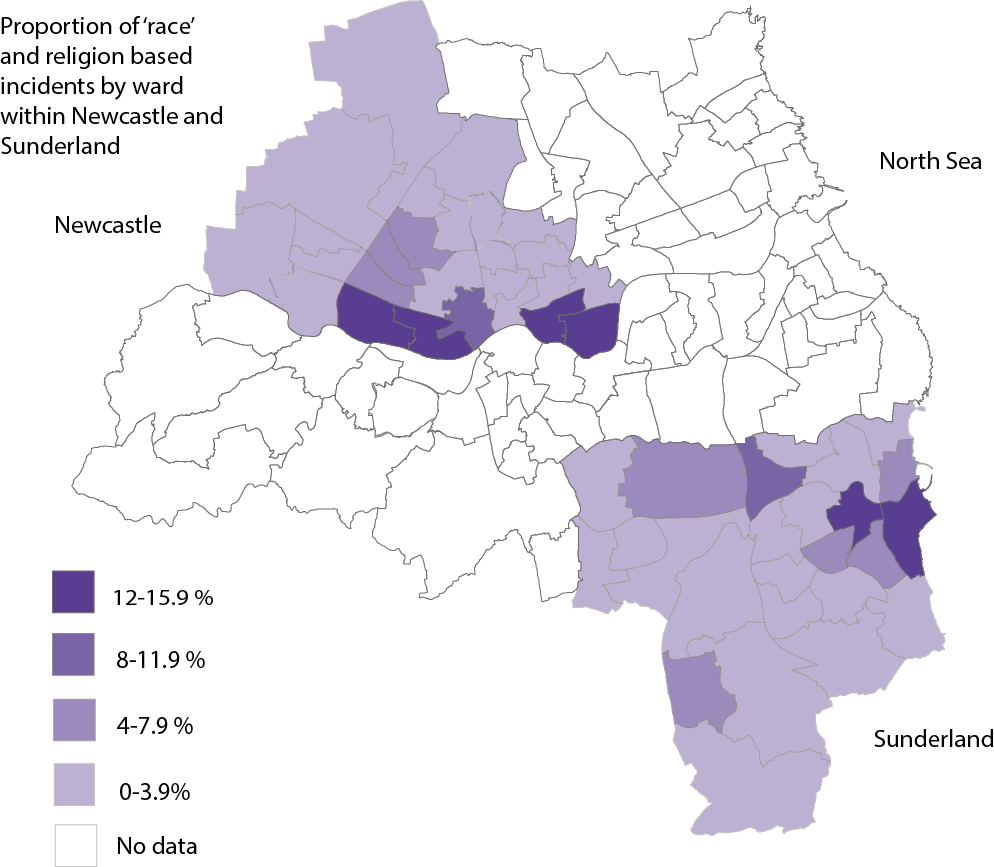 Proportion of ‘race’
and religion based
incidents by ward
within Newcastle and
Sunderland
North Sea
Newcastle
12-15.9 %
8-11.9 %
4-7.9 %
0-3.9%
No data
Sunderland